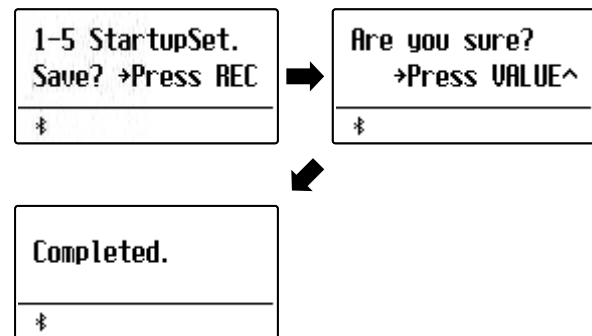 1-5 StartupSet.
Save? →Press REC
Are you sure?
→Press VALUE^
Completed.